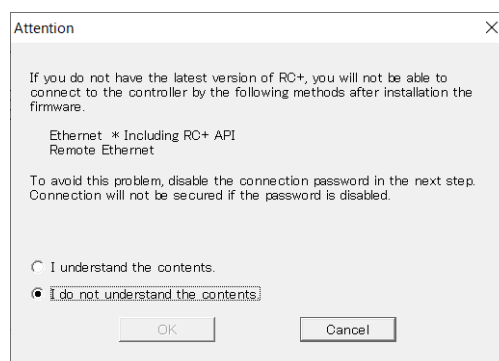 Attention
If you do not have the latest version of RC+, you will not be able to
connect to the controller by the following methods after installation the
firmware.
Ethernet * Including RC+ API
Remote Ethernet
To avoid this problem, disable the connection password in the next step.
Connection will not be secured if the password is disabled.
I understand the contents.
I do not understand the contents.
OK
Cancel